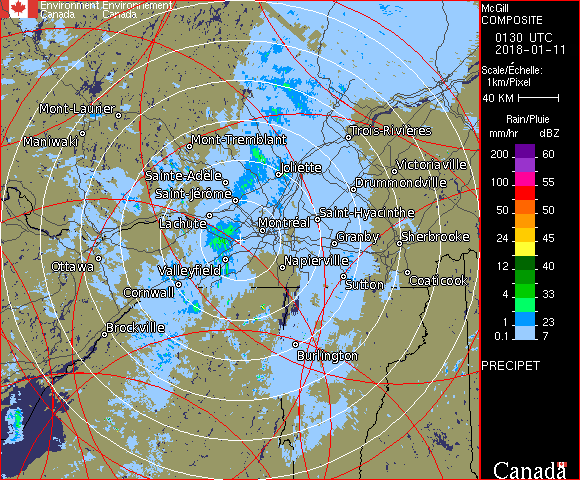 Environment Environnement
Canada Canada
McGill
COMPOSITE
0130 UTC
2018-01-11
Scale/Échelle:
1km/Pixel
40 KM
Rain/Pluie
mm/hr dBZ
200 60
100 55
50 50
24 45
12 40
4 33
1 23
0.1 7
PRECIPET
Mont-Laurier
Maniwaki
Mont-Tremblant
Trois-Rivières
Sainte-Adèle
Joliette
Victoriaville
Saint-Jérôme
Drummondville
Lachute
Montréal
Saint-Hyacinthe
Granby
Sherbrooke
Ottawa
Valleyfield
Napierville
Cornwall
Sutton
Coaticook
Brockville
Burlington
Canada